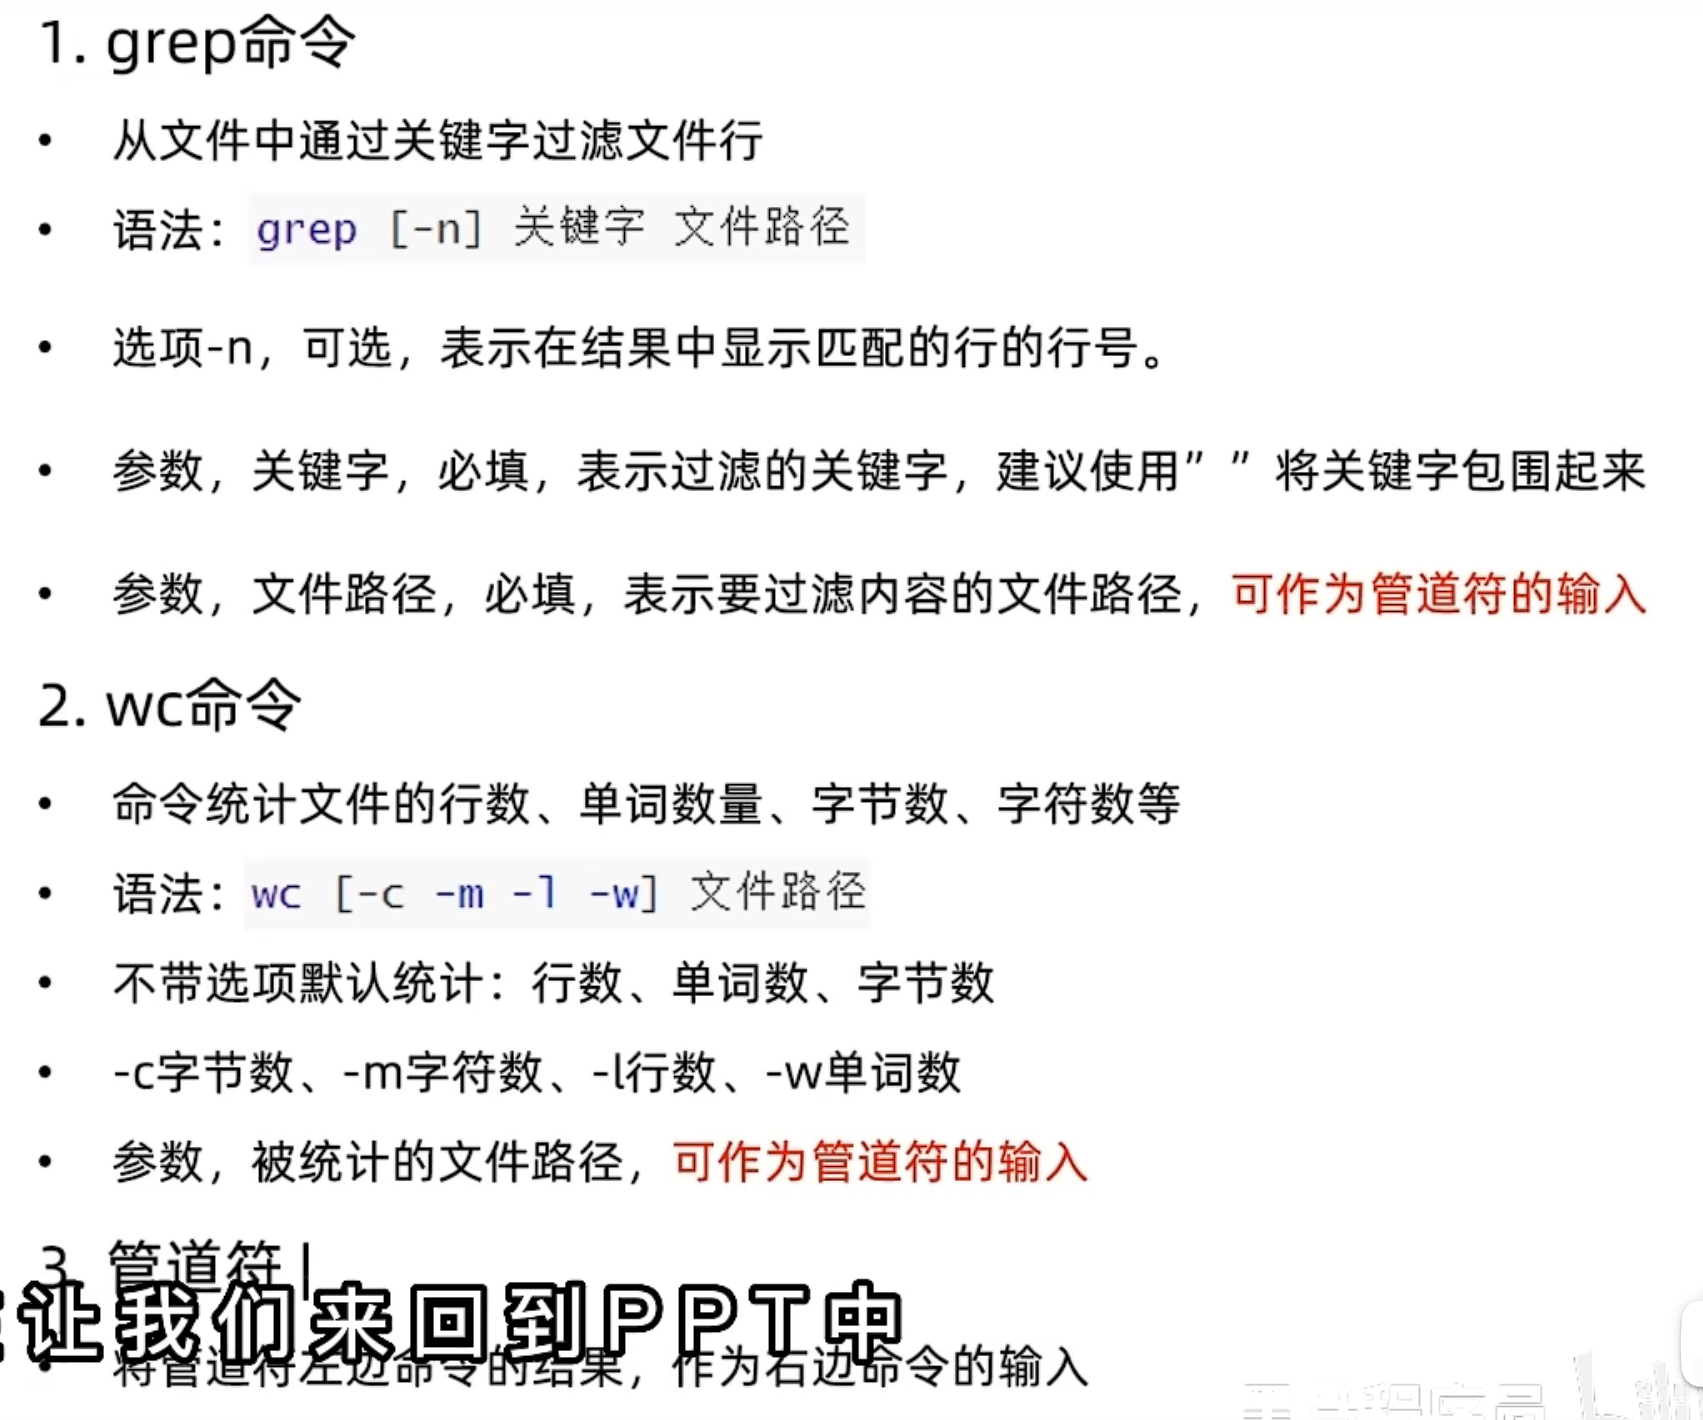 1. grep命令
• 从文件中通过关键字过滤文件行
• 语法：grep [-n] 关键字 文件路径
• 选项-n，可选，表示在结果中显示匹配的行的行号。
• 参数，关键字，必填，表示过滤的关键字，建议使用” ”将关键字包围起来
• 参数，文件路径，必填，表示要过滤内容的文件路径，可作为管道符的输入
2. wc命令
• 命令统计文件的行数、单词数量、字节数、字符数等
• 语法：wc [-c -m -l -w] 文件路径
• 不带选项默认统计：行数、单词数、字节数
• -c字节数、-m字符数、-l行数、-w单词数
• 参数，被统计的文件路径，可作为管道符的输入
3. 管道符 |
让我们来回到PPT中
• 将管道符左边命令的结果，作为右边命令的输入